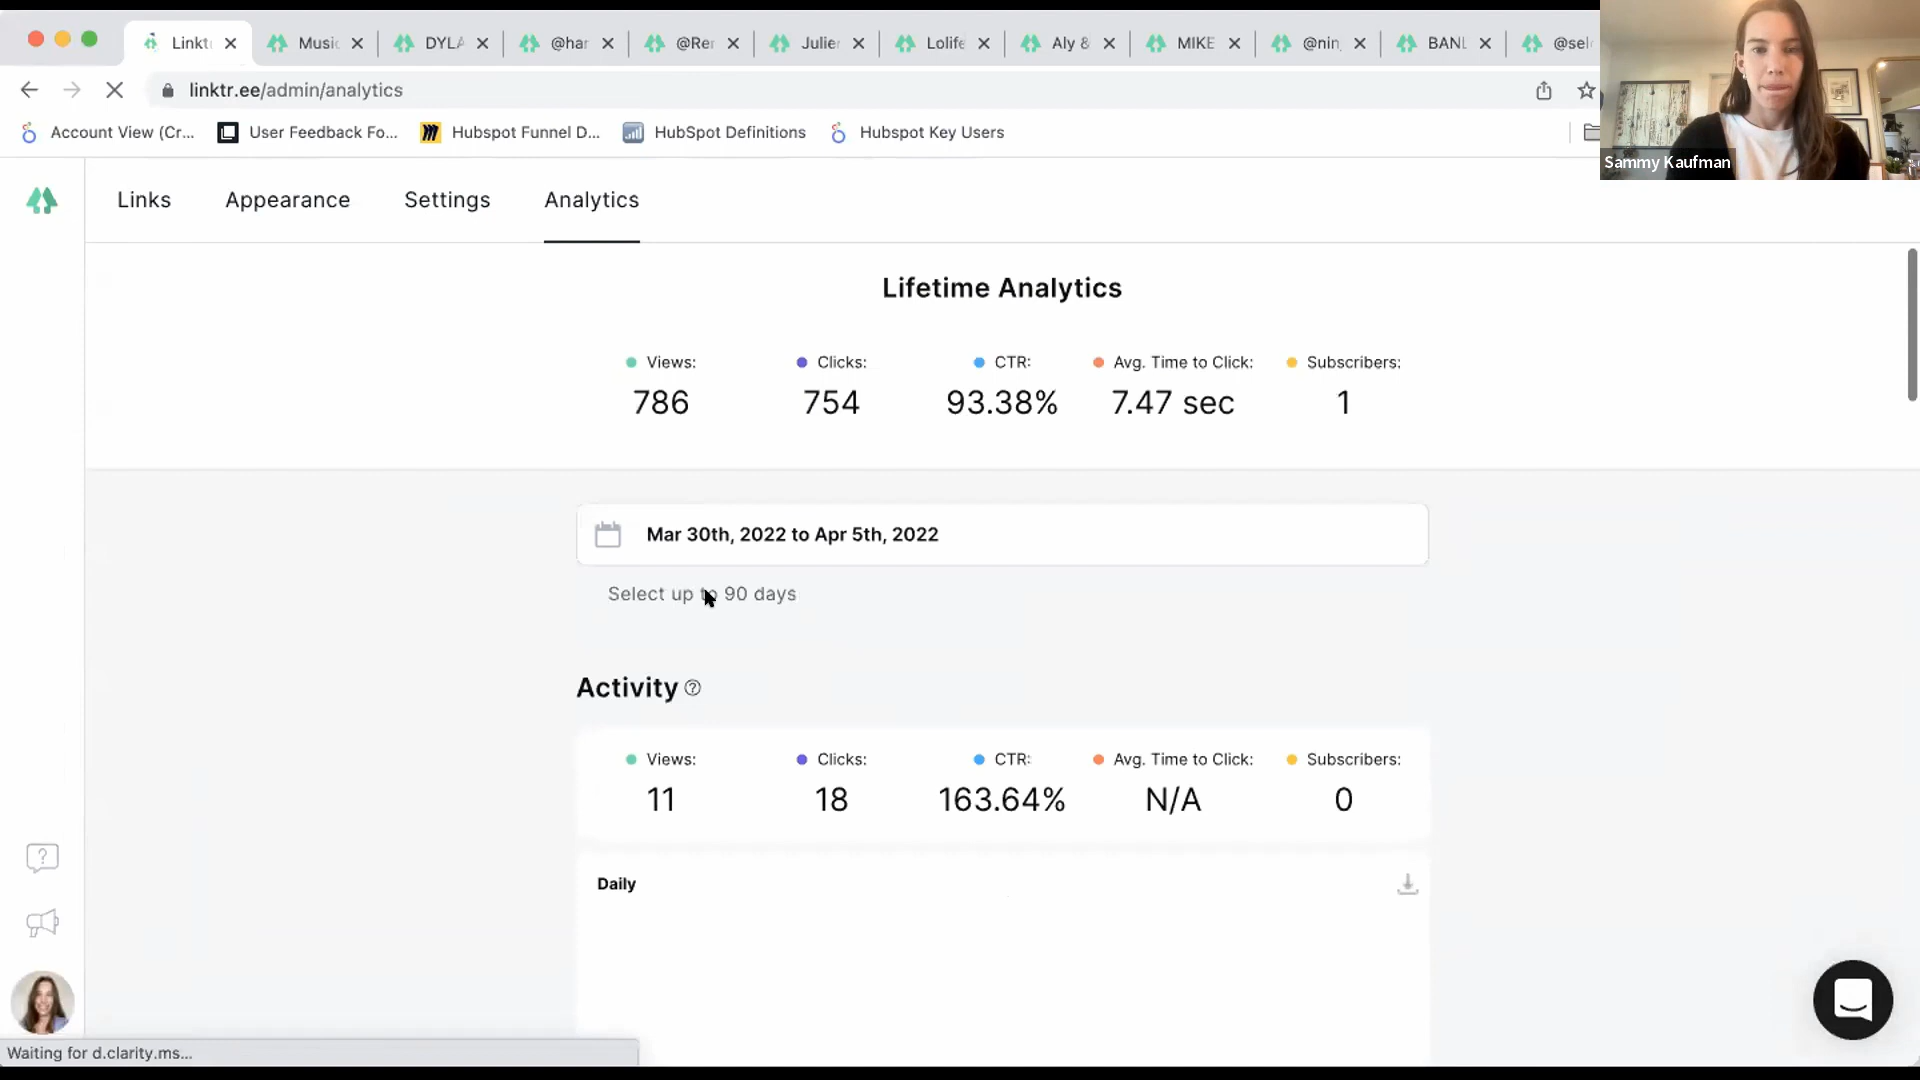 Linkt
Music
DYLA
@har
@Rer
Julie
Lolife
Aly &
MIKE
@nin
BANL
@sel
linktr.ee/admin/analytics
Account View (Cr...
User Feedback Fo...
Hubspot Funnel D...
HubSpot Definitions
Hubspot Key Users
Sammy Kaufman
Links
Appearance
Settings
Analytics
Lifetime Analytics
Views:
Clicks:
CTR:
Avg. Time to Click:
Subscribers:
786
754
93.38%
7.47 sec
1
Mar 30th, 2022 to Apr 5th, 2022
Select up to 90 days
Activity
Views:
Clicks:
CTR:
Avg. Time to Click:
Subscribers:
11
18
163.64%
N/A
0
Daily
Waiting for d.clarity.ms...